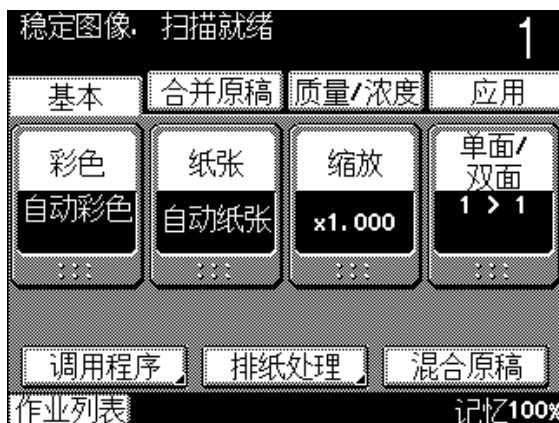 稳定图像. 扫描就绪
1
基本 合并原稿 质量/浓度 应用
彩色 纸张 缩放 单面/
双面
自动彩色 自动纸张 x1.000 1 > 1
调用程序 排纸处理 混合原稿
作业列表 记忆100%